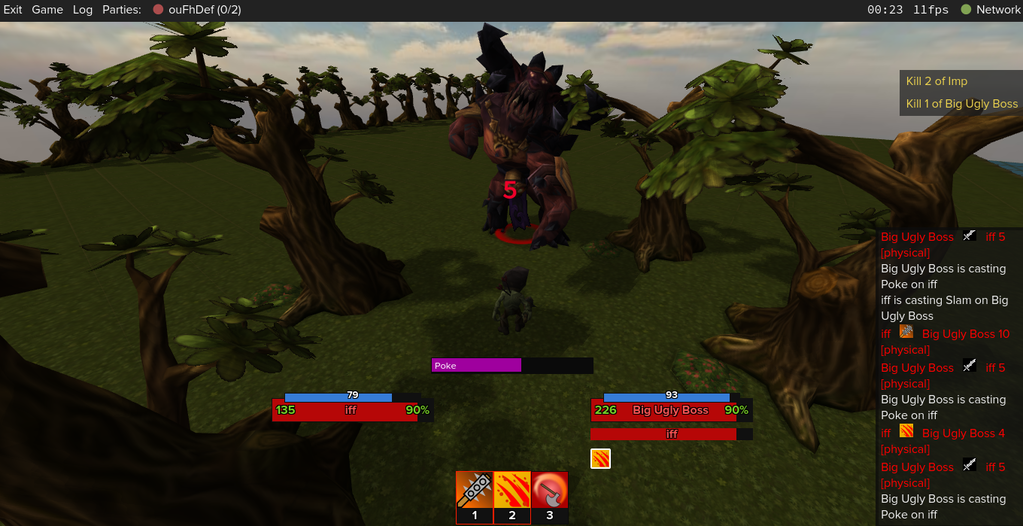 Exit Game Log Parties: ouFhDef (0/2) 00:23 11fps Network
Kill 2 of Imp
Kill 1 of Big Ugly Boss
5
Big Ugly Boss iff 5
[physical]
Big Ugly Boss is casting
Poke on iff
iff is casting Slam on Big
Ugly Boss
iff Big Ugly Boss 10
[physical]
Big Ugly Boss iff 5
[physical]
Big Ugly Boss is casting
Poke on iff
iff Big Ugly Boss 4
[physical]
Big Ugly Boss iff 5
[physical]
Big Ugly Boss is casting
Poke on iff
Poke
79
135 iff 90%
93
226 Big Ugly Boss 90%
iff
1 2 3